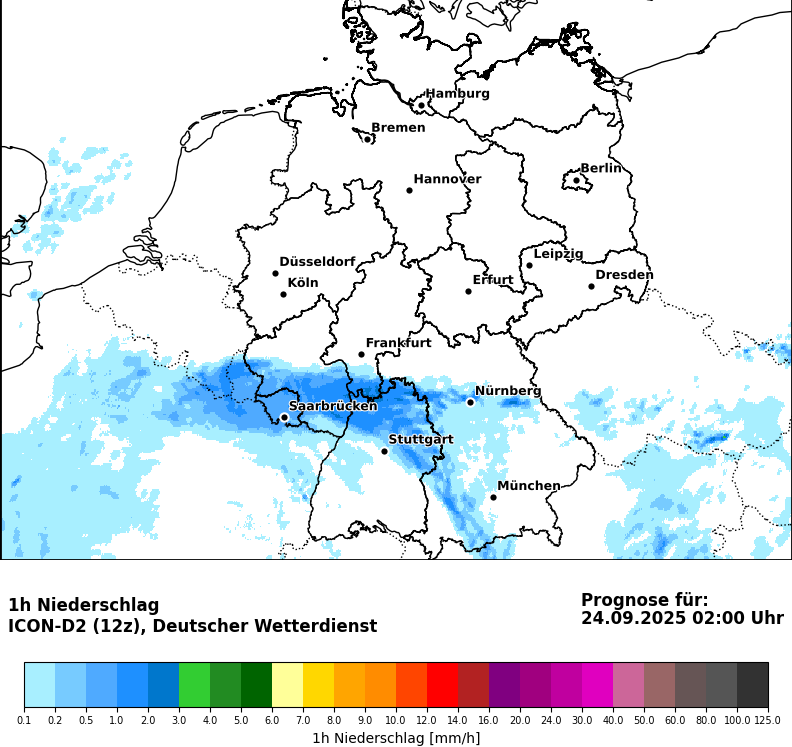 Hamburg
Bremen
Berlin
Hannover
Düsseldorf
Leipzig
Köln
Erfurt
Dresden
Frankfurt
Nürnberg
Saarbrücken
Stuttgart
München
1h Niederschlag
ICON-D2 (12z), Deutscher Wetterdienst
Prognose für:
24.09.2025 02:00 Uhr
0.1 0.2 0.5 1.0 2.0 3.0 4.0 5.0 6.0 7.0 9.0 10.0 12.0 14.0 16.0 20.0 24.0 30.0 40.0 50.0 60.0 80.0 100.0 125.0
1h Niederschlag [mm/h]